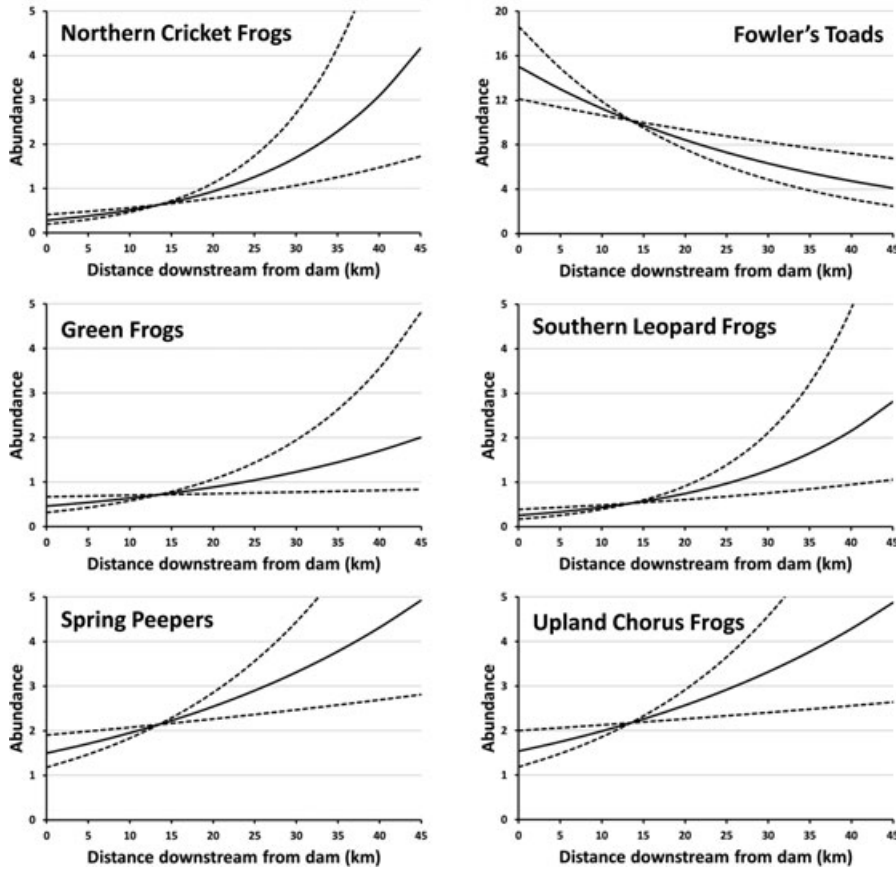 Northern Cricket Frogs
Abundance
5
4
3
2
1
0
0 5 10 15 20 25 30 35 40 45
Distance downstream from dam (km)
Fowler's Toads
Abundance
20
16
12
8
4
0
0 5 10 15 20 25 30 35 40 45
Distance downstream from dam (km)
Green Frogs
Abundance
5
4
3
2
1
0
0 5 10 15 20 25 30 35 40 45
Distance downstream from dam (km)
Southern Leopard Frogs
Abundance
5
4
3
2
1
0
0 5 10 15 20 25 30 35 40 45
Distance downstream from dam (km)
Spring Peepers
Abundance
5
4
3
2
1
0
0 5 10 15 20 25 30 35 40 45
Distance downstream from dam (km)
Upland Chorus Frogs
Abundance
5
4
3
2
1
0
0 5 10 15 20 25 30 35 40 45
Distance downstream from dam (km)